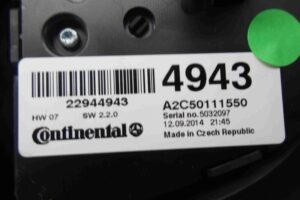 4943
22944943
A2C50111550
HW 07 SW 2.2.0
Serial no.5032097
12.09.2014 21:45
Continental
Made in Czech Republic